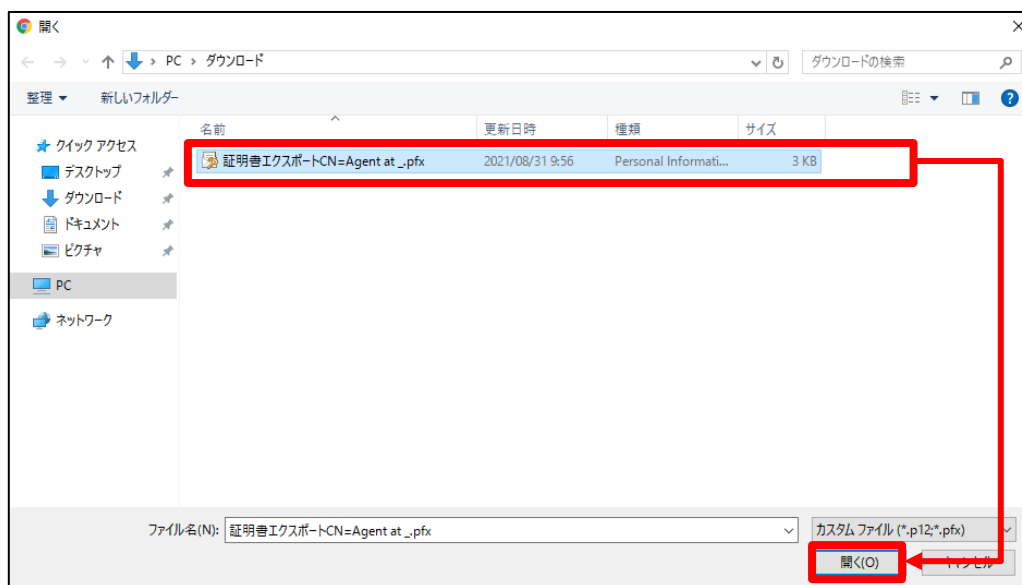 開く
PC › ダウンロード
ダウンロードの検索
整理 新しいフォルダー
名前 更新日時 種類 サイズ
証明書エクスポートCN=Agent at _.pfx 2021/08/31 9:56 Personal Informati... 3 KB
クイック アクセス
デスクトップ
ダウンロード
ドキュメント
ピクチャ
PC
ネットワーク
ファイル名(N): 証明書エクスポートCN=Agent at _.pfx カスタム ファイル (*.p12;*.pfx)
開く(O) キャンセル